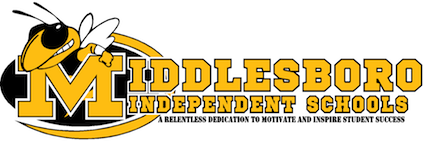 MIDDLESBORO
INDEPENDENT SCHOOLS
A RELENTLESS DEDICATION TO MOTIVATE AND INSPIRE STUDENT SUCCESS